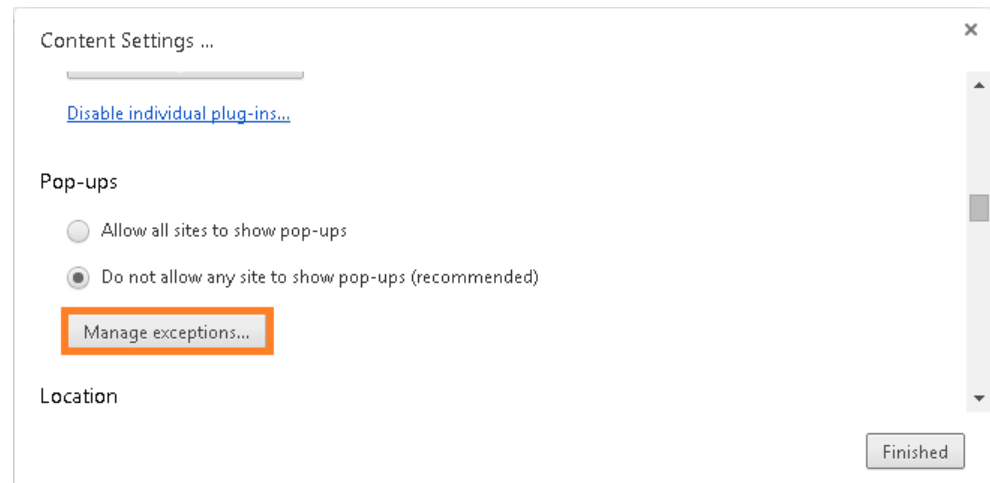 Content Settings ...
Disable individual plug-ins...
Pop-ups
Allow all sites to show pop-ups
Do not allow any site to show pop-ups (recommended)
Manage exceptions...
Location
Finished